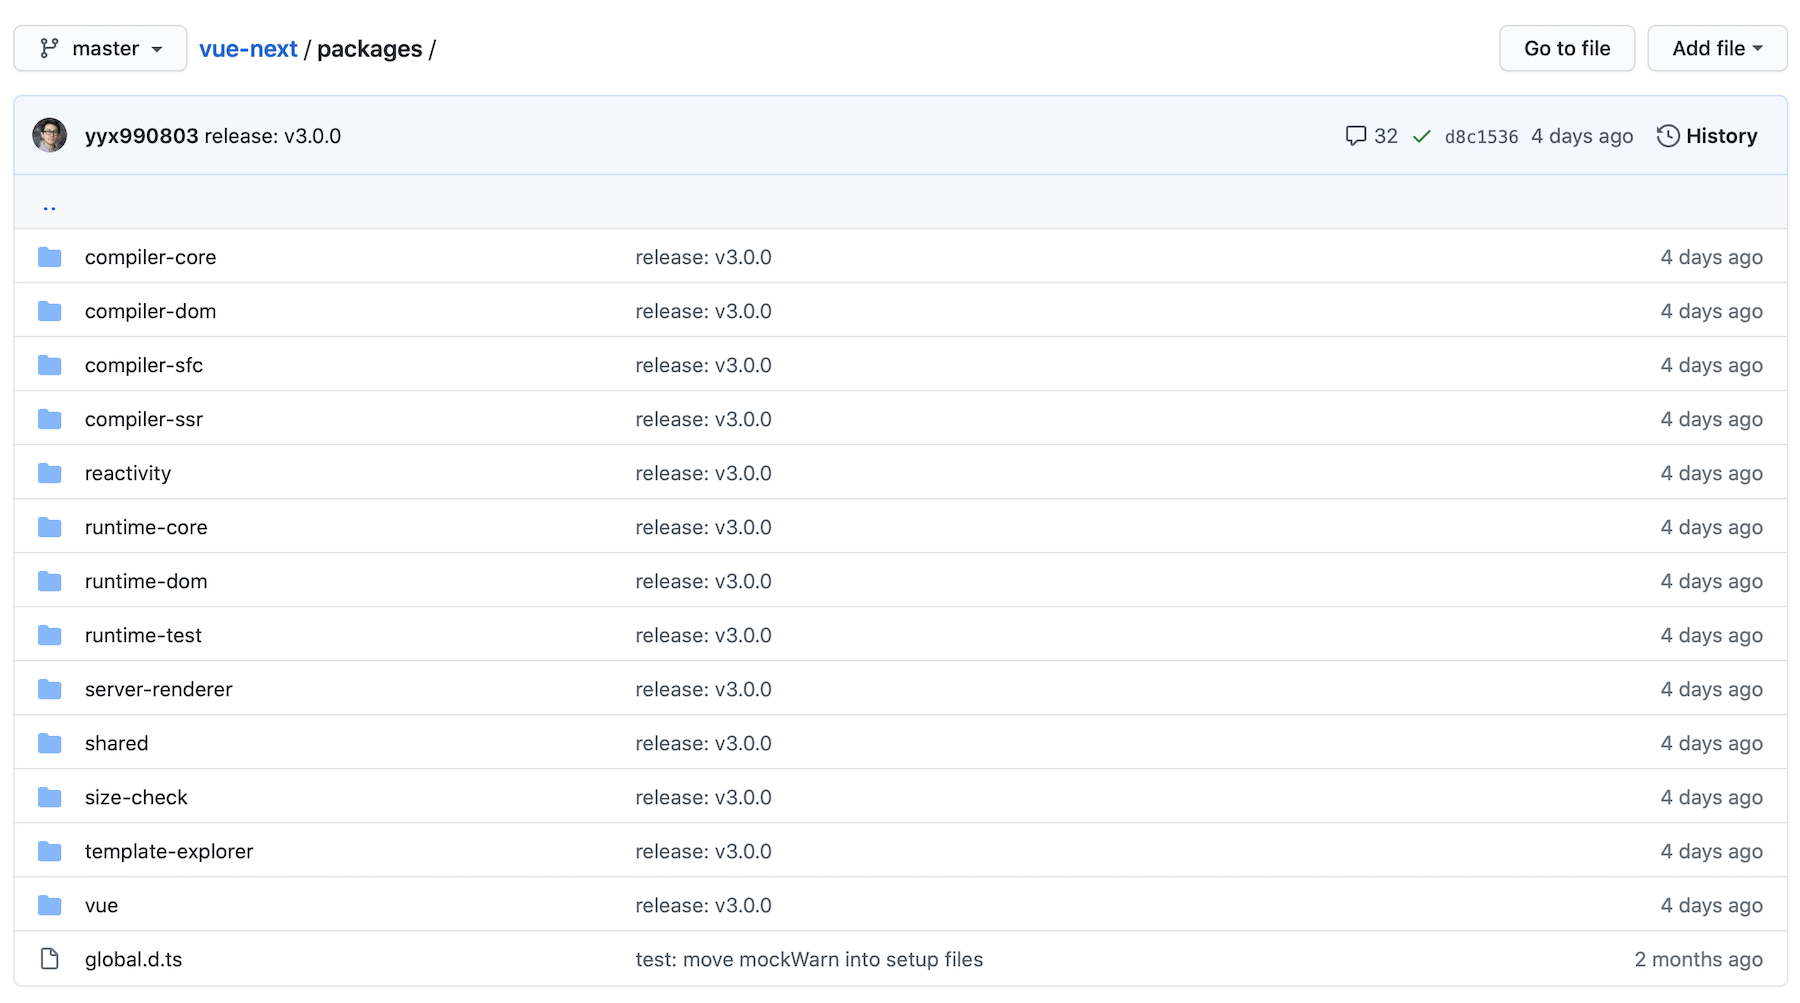 master vue-next / packages / Go to file Add file
yyx990803 release: v3.0.0 32 d8c1536 4 days ago History
..
compiler-core release: v3.0.0 4 days ago
compiler-dom release: v3.0.0 4 days ago
compiler-sfc release: v3.0.0 4 days ago
compiler-ssr release: v3.0.0 4 days ago
reactivity release: v3.0.0 4 days ago
runtime-core release: v3.0.0 4 days ago
runtime-dom release: v3.0.0 4 days ago
runtime-test release: v3.0.0 4 days ago
server-renderer release: v3.0.0 4 days ago
shared release: v3.0.0 4 days ago
size-check release: v3.0.0 4 days ago
template-explorer release: v3.0.0 4 days ago
vue release: v3.0.0 4 days ago
global.d.ts test: move mockWarn into setup files 2 months ago